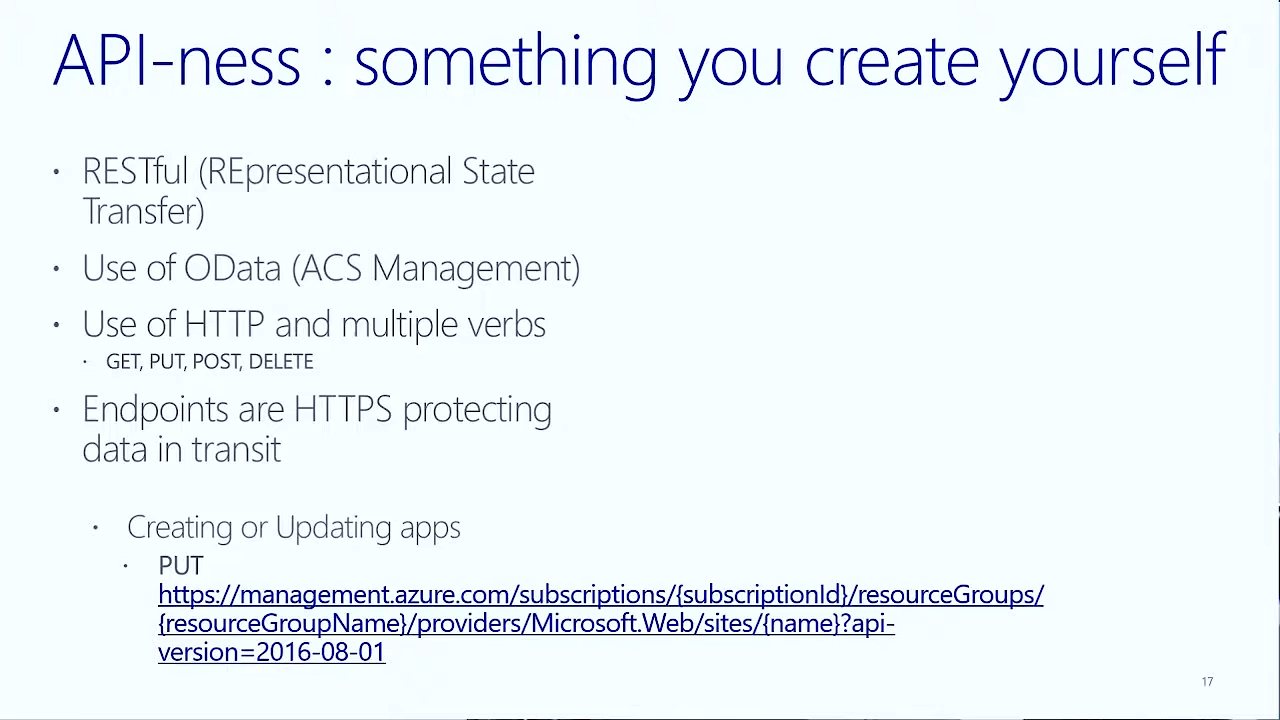 API-ness : something you create yourself
• RESTful (REpresentational State
Transfer)
• Use of OData (ACS Management)
• Use of HTTP and multiple verbs
• GET, PUT, POST, DELETE
• Endpoints are HTTPS protecting
data in transit
• Creating or Updating apps
• PUT
https://management.azure.com/subscriptions/{subscriptionId}/resourceGroups/
{resourceGroupName}/providers/Microsoft.Web/sites/{name}?api-
version=2016-08-01
17